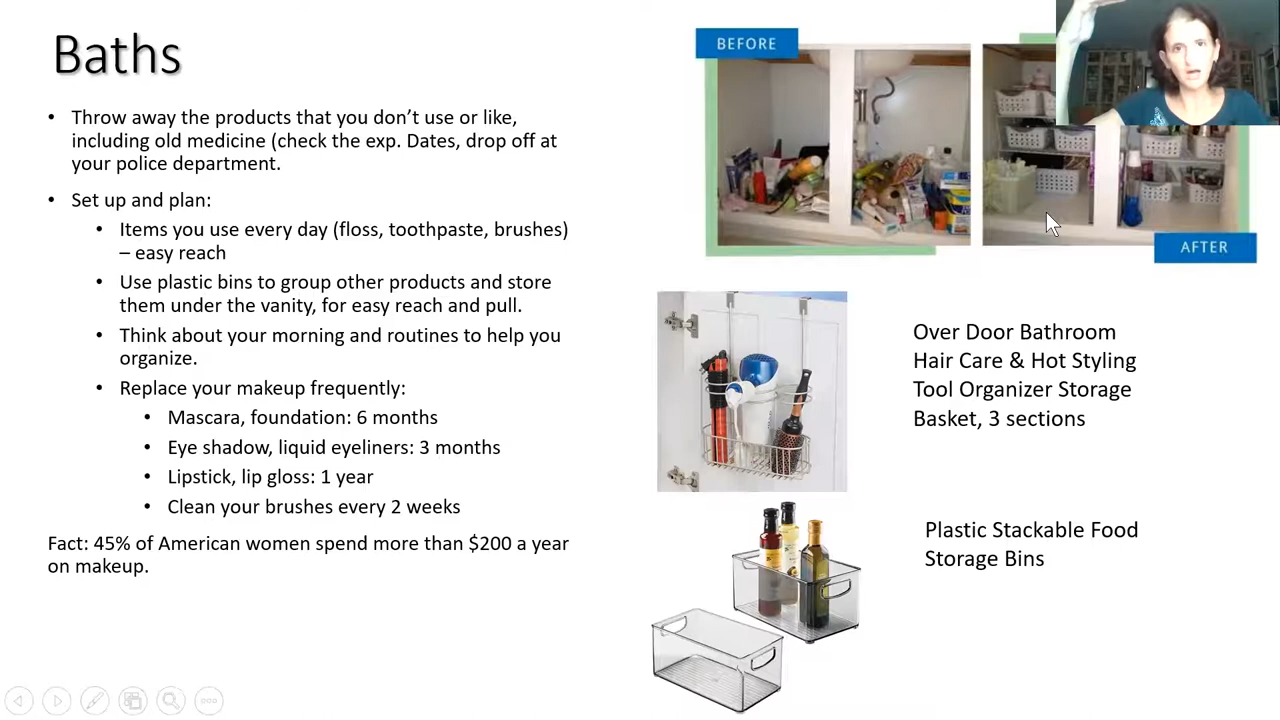 Baths
• Throw away the products that you don’t use or like,
including old medicine (check the exp. Dates, drop off at
your police department.
• Set up and plan:
• Items you use every day (floss, toothpaste, brushes)
– easy reach
• Use plastic bins to group other products and store
them under the vanity, for easy reach and pull.
• Think about your morning and routines to help you
organize.
• Replace your makeup frequently:
• Mascara, foundation: 6 months
• Eye shadow, liquid eyeliners: 3 months
• Lipstick, lip gloss: 1 year
• Clean your brushes every 2 weeks
Fact: 45% of American women spend more than $200 a year
on makeup.
BEFORE
AFTER
Over Door Bathroom
Hair Care & Hot Styling
Tool Organizer Storage
Basket, 3 sections
Plastic Stackable Food
Storage Bins